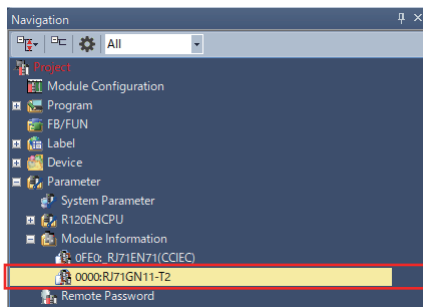 Navigation
All
Project
Module Configuration
Program
FB/FUN
Label
Device
Parameter
System Parameter
R120ENCPU
Module Information
0FE0:_RJ71EN71(CCIEC)
0000:RJ71GN11-T2
Remote Password